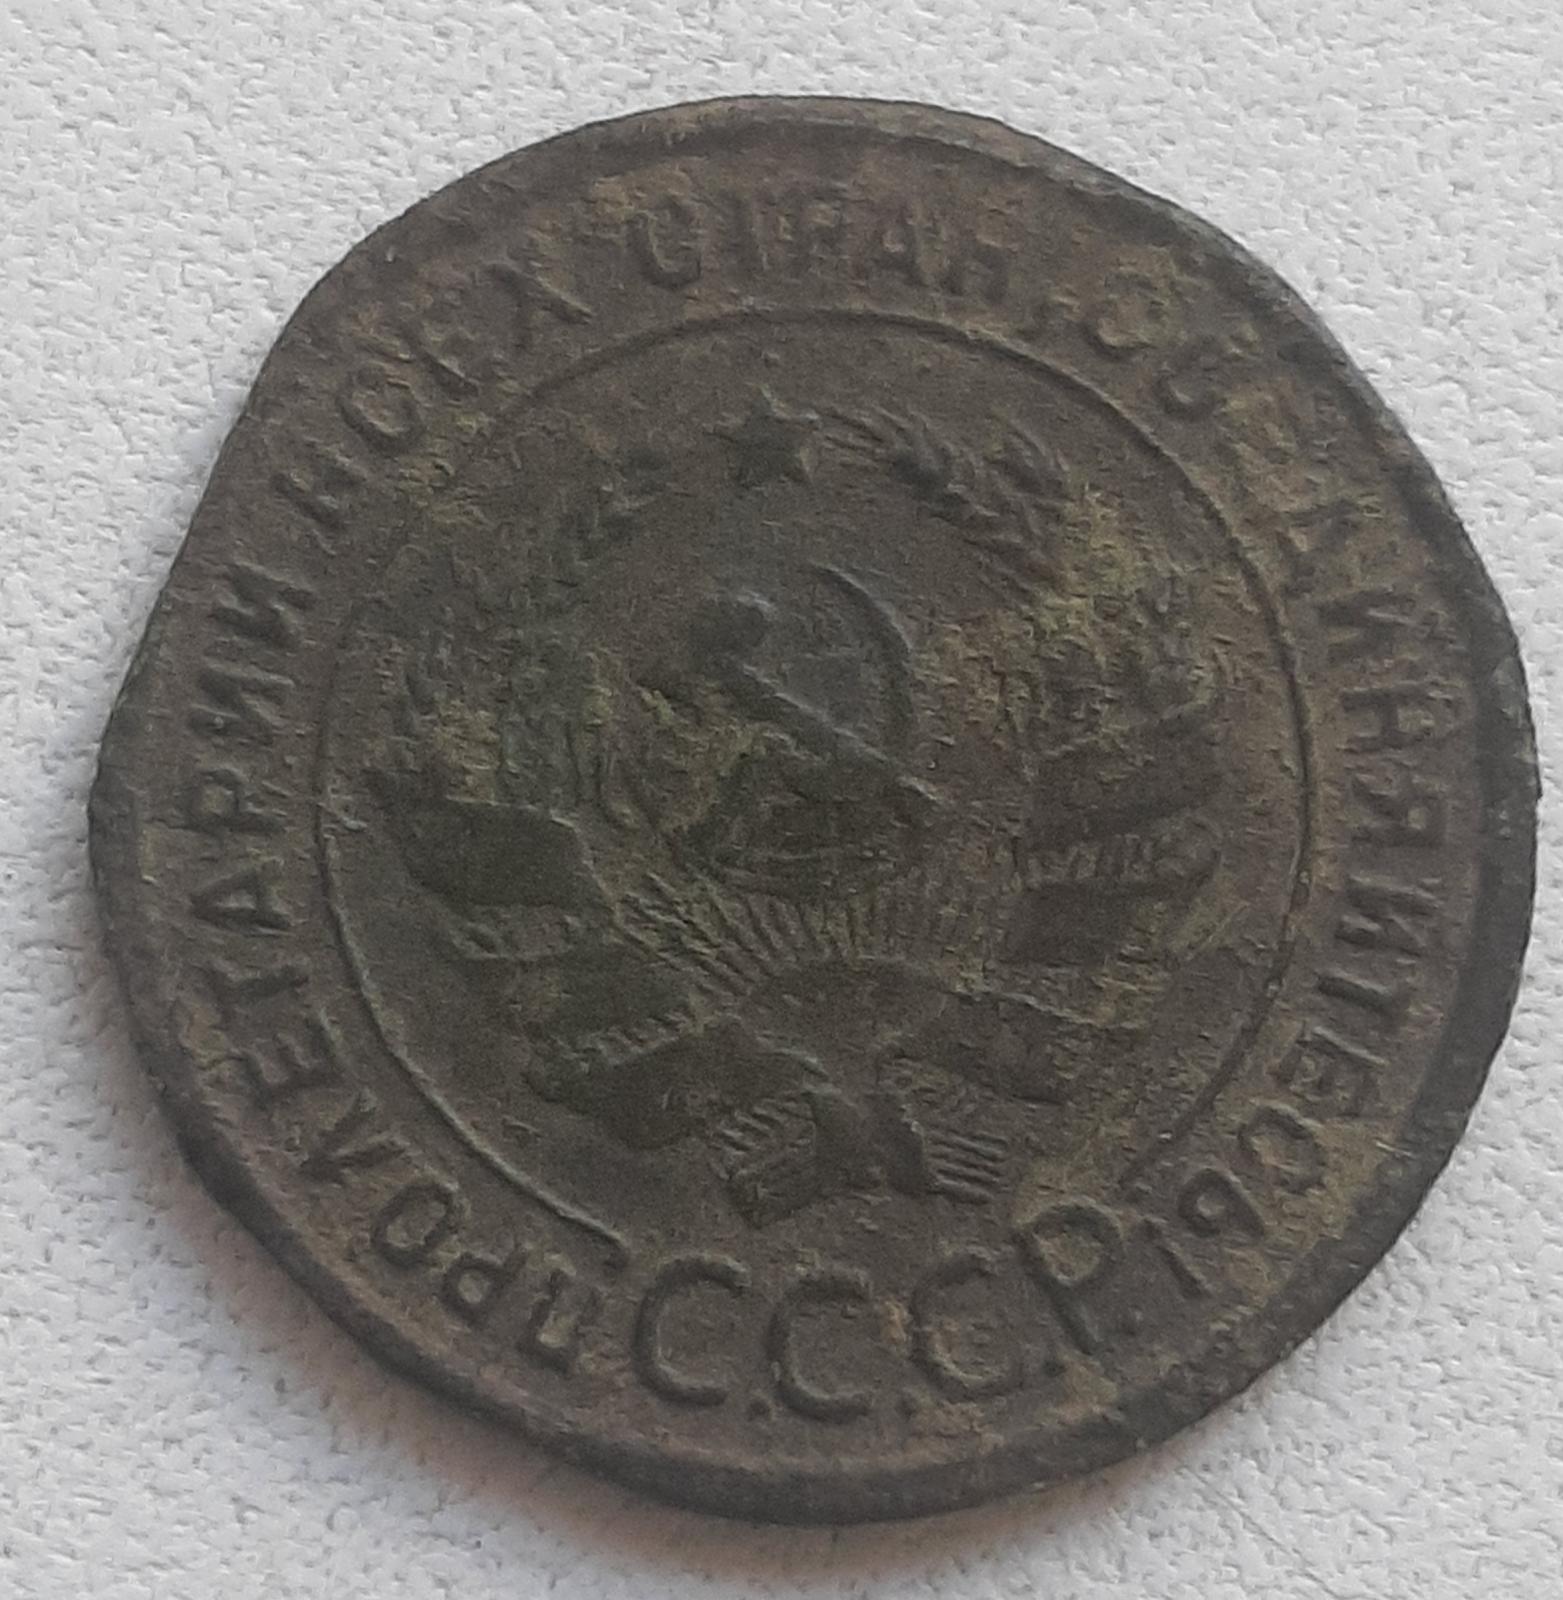 ПРОЛЕТАРИИ ВСЕХ СТРАН, СОЕДИНЯЙТЕСЬ!
С.С.С.Р.